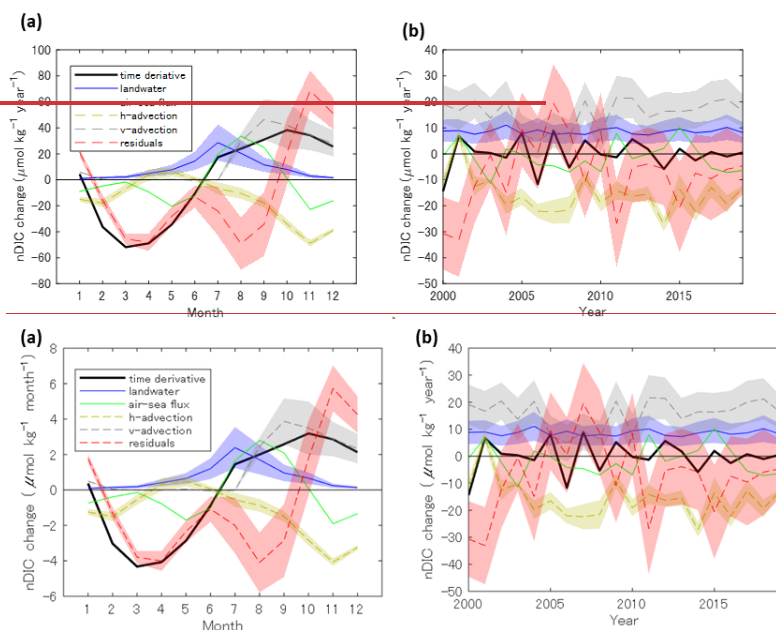 (a)
(b)
nDIC change (μmol kg⁻¹ year⁻¹)
100
80
60
40
20
0
−20
−40
−60
−80
time deriative
landwater
air-sea flux
h-advection
v-advection
residuals
1 2 3 4 5 6 7 8 9 10 11 12
Month
nDIC change (μmol kg⁻¹ year⁻¹)
40
30
20
10
0
−10
−20
−30
−40
−50
2000 2005 2010 2015
Year
(a)
(b)
nDIC change (μmol kg⁻¹ month⁻¹)
8
6
4
2
0
−2
−4
−6
time derivative
landwater
air-sea flux
h-advection
v-advection
residuals
1 2 3 4 5 6 7 8 9 10 11 12
Month
nDIC change (μmol kg⁻¹ year⁻¹)
40
30
20
10
0
−10
−20
−30
−40
−50
2000 2005 2010 2015
Year